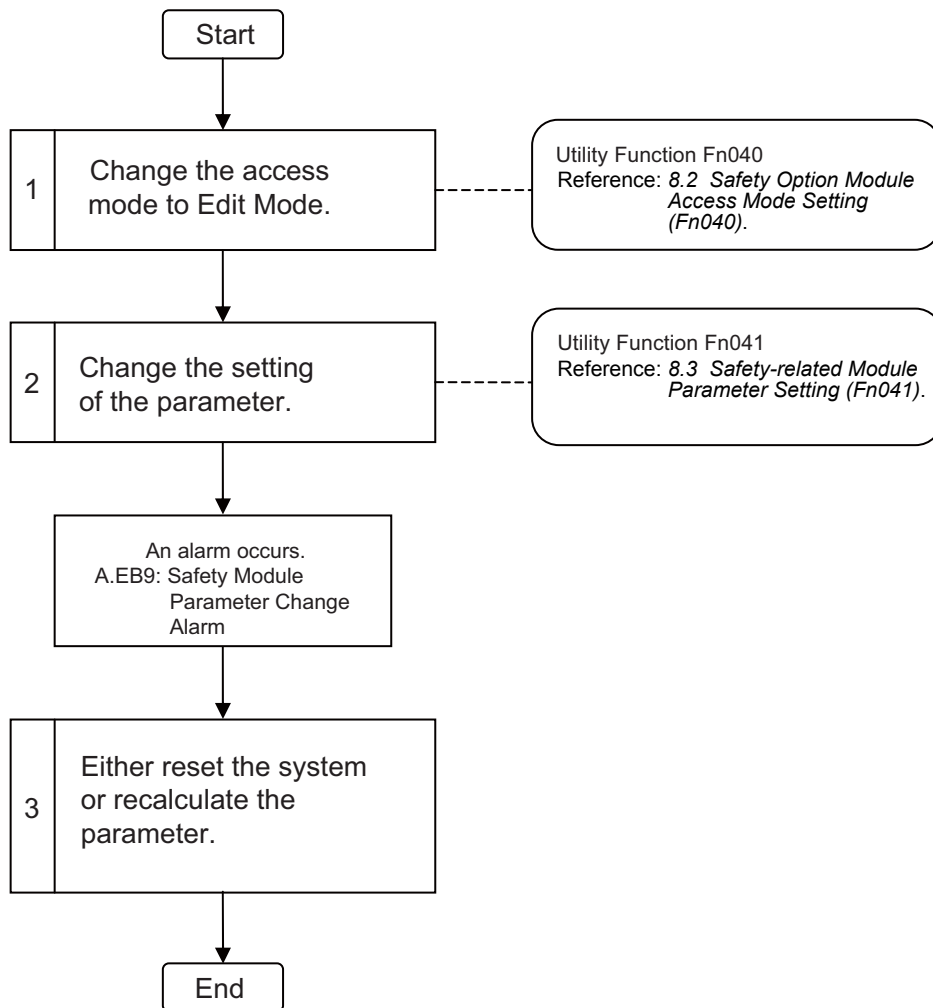 Start
1
Change the access
mode to Edit Mode.
Utility Function Fn040
Reference: 8.2 Safety Option Module
Access Mode Setting
(Fn040).
2
Change the setting
of the parameter.
Utility Function Fn041
Reference: 8.3 Safety-related Module
Parameter Setting (Fn041).
An alarm occurs.
A.EB9: Safety Module
Parameter Change
Alarm
3
Either reset the system
or recalculate the
parameter.
End